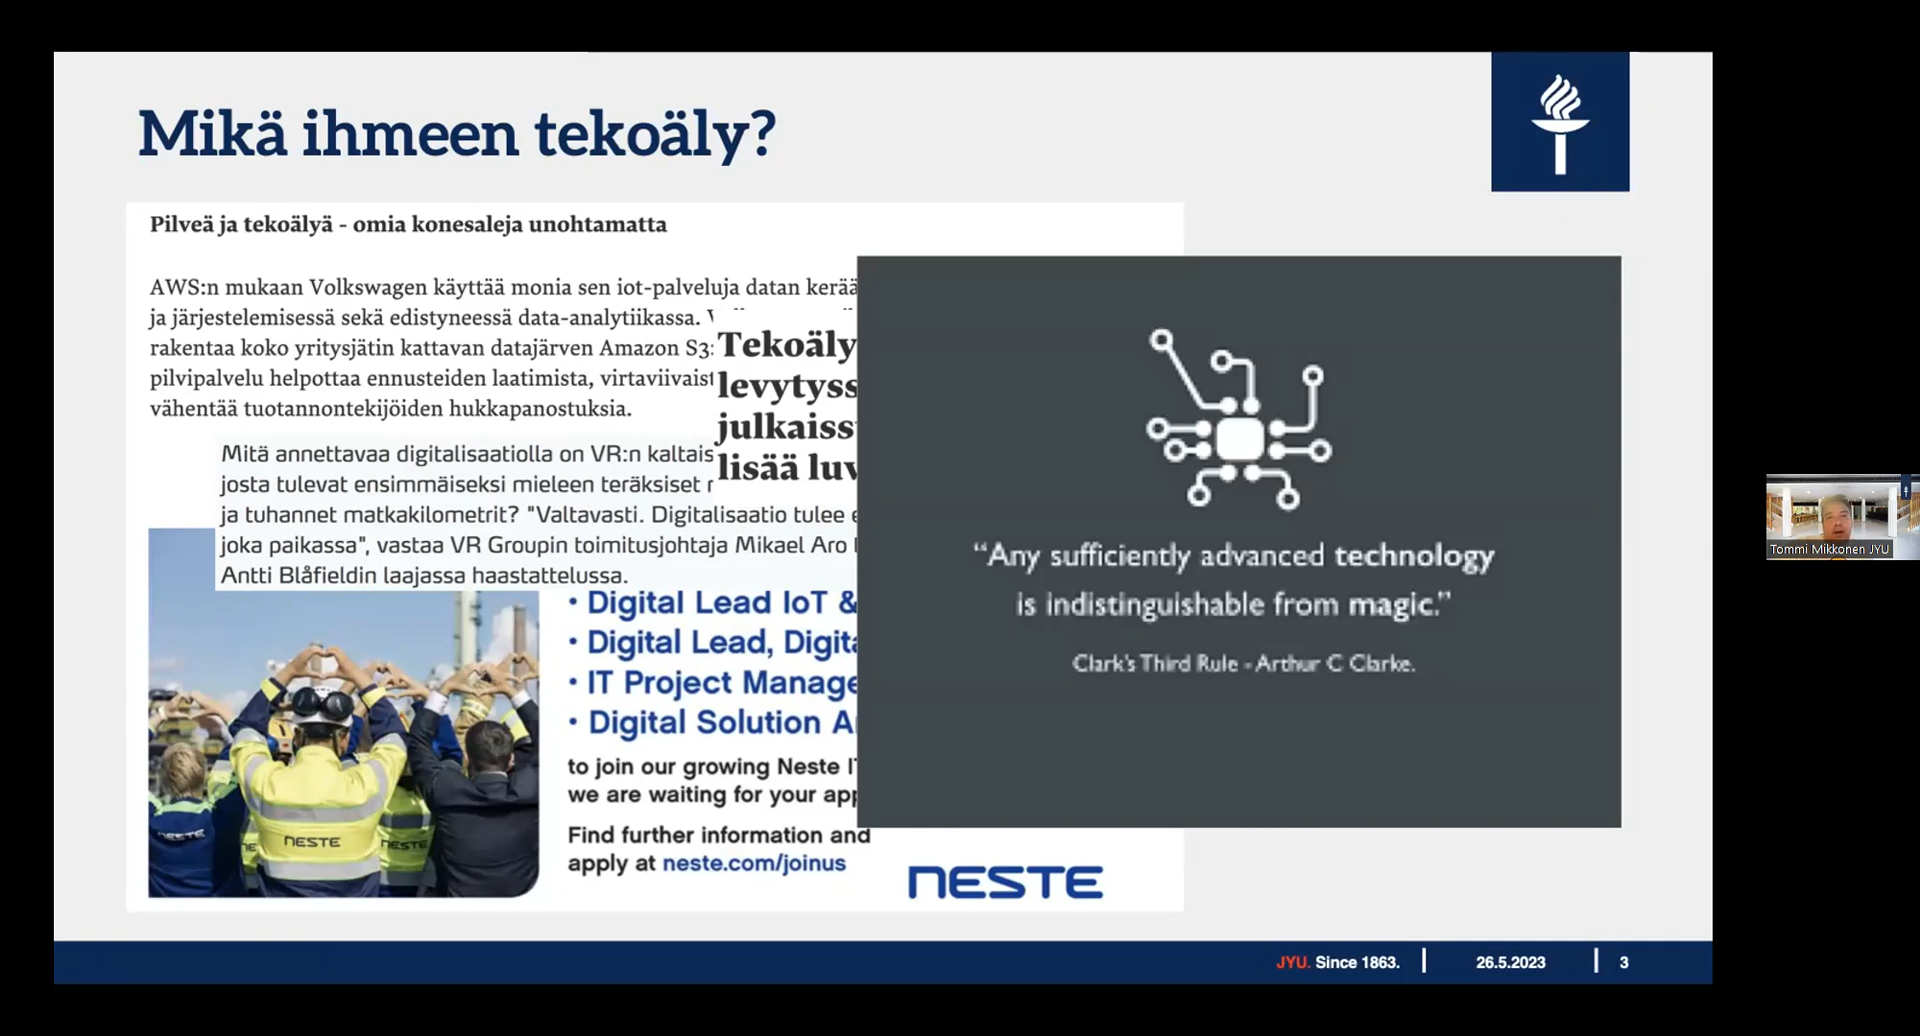 Mikä ihmeen tekoäly?
Pilveä ja tekoälyä - omia konesaleja unohtamatta
AWS:n mukaan Volkswagen käyttää monia sen iot-palveluja datan kerää
ja järjestelemisessä sekä edistyneessä data-analytiikassa.
rakentaa koko yritysjätin kattavan datajärven Amazon S3:
pilvipalvelu helpottaa ennusteiden laatimista, virtaviivaist
vähentää tuotannontekijöiden hukkapanostuksia.
Tekoäly
levytyss
julkaiss
lisää luv
Mitä annettavaa digitalisaatiolla on VR:n kaltais
josta tulevat ensimmäiseksi mieleen teräksiset r
ja tuhannet matkakilometrit? "Valtavasti. Digitalisaatio tulee e
joka paikassa", vastaa VR Groupin toimitusjohtaja Mikael Aro
Antti Blåfieldin laajassa haastattelussa.
• Digital Lead IoT &
• Digital Lead, Digita
• IT Project Manage
• Digital Solution A
to join our growing Neste I
we are waiting for your app
Find further information and
apply at neste.com/joinus
NESTE
NESTE
NESTE
NE
NESTE
“Any sufficiently advanced technology
is indistinguishable from magic.”
Clark's Third Rule - Arthur C Clarke.
JYU. Since 1863. | 26.5.2023 | 3
Tommi Mikkonen JYU